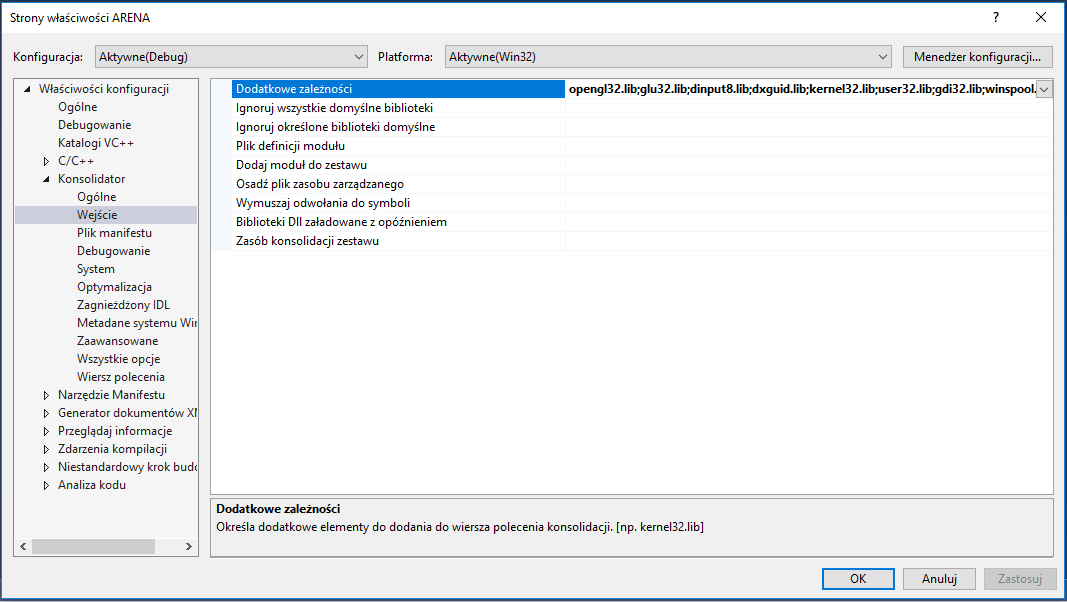 Strony właściwości ARENA
?
Konfiguracja: Aktywne(Debug) Platforma: Aktywne(Win32) Menedżer konfiguracji...
Właściwości konfiguracji
Ogólne
Debugowanie
Katalogi VC++
C/C++
Konsolidator
Ogólne
Wejście
Plik manifestu
Debugowanie
System
Optymalizacja
Zagnieżdżony IDL
Metadane systemu Wir
Zaawansowane
Wszystkie opcje
Wiersz polecenia
Narzędzie Manifestu
Generator dokumentów XM
Przeglądaj informacje
Zdarzenia kompilacji
Niestandardowy krok budo
Analiza kodu
Dodatkowe zależności opengl32.lib;glu32.lib;dinput8.lib;dxguid.lib;kernel32.lib;user32.lib;gdi32.lib;winspool.
Ignoruj wszystkie domyślne biblioteki
Ignoruj określone biblioteki domyślne
Plik definicji modułu
Dodaj moduł do zestawu
Osadź plik zasobu zarządzanego
Wymuszaj odwołania do symboli
Biblioteki Dll załadowane z opóźnieniem
Zasób konsolidacji zestawu
Dodatkowe zależności
Określa dodatkowe elementy do dodania do wiersza polecenia konsolidacji. [np. kernel32.lib]
OK Anuluj Zastosuj